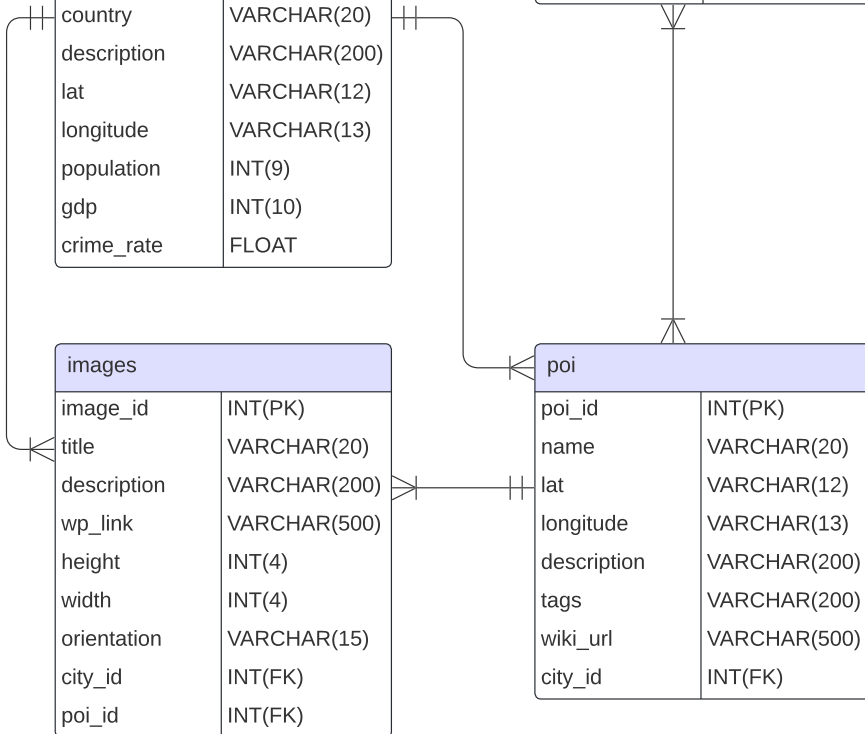 country VARCHAR(20)
description VARCHAR(200)
lat VARCHAR(12)
longitude VARCHAR(13)
population INT(9)
gdp INT(10)
crime_rate FLOAT
images
image_id INT(PK)
title VARCHAR(20)
description VARCHAR(200)
wp_link VARCHAR(500)
height INT(4)
width INT(4)
orientation VARCHAR(15)
city_id INT(FK)
poi_id INT(FK)
poi
poi_id INT(PK)
name VARCHAR(20)
lat VARCHAR(12)
longitude VARCHAR(13)
description VARCHAR(200)
tags VARCHAR(200)
wiki_url VARCHAR(500)
city_id INT(FK)